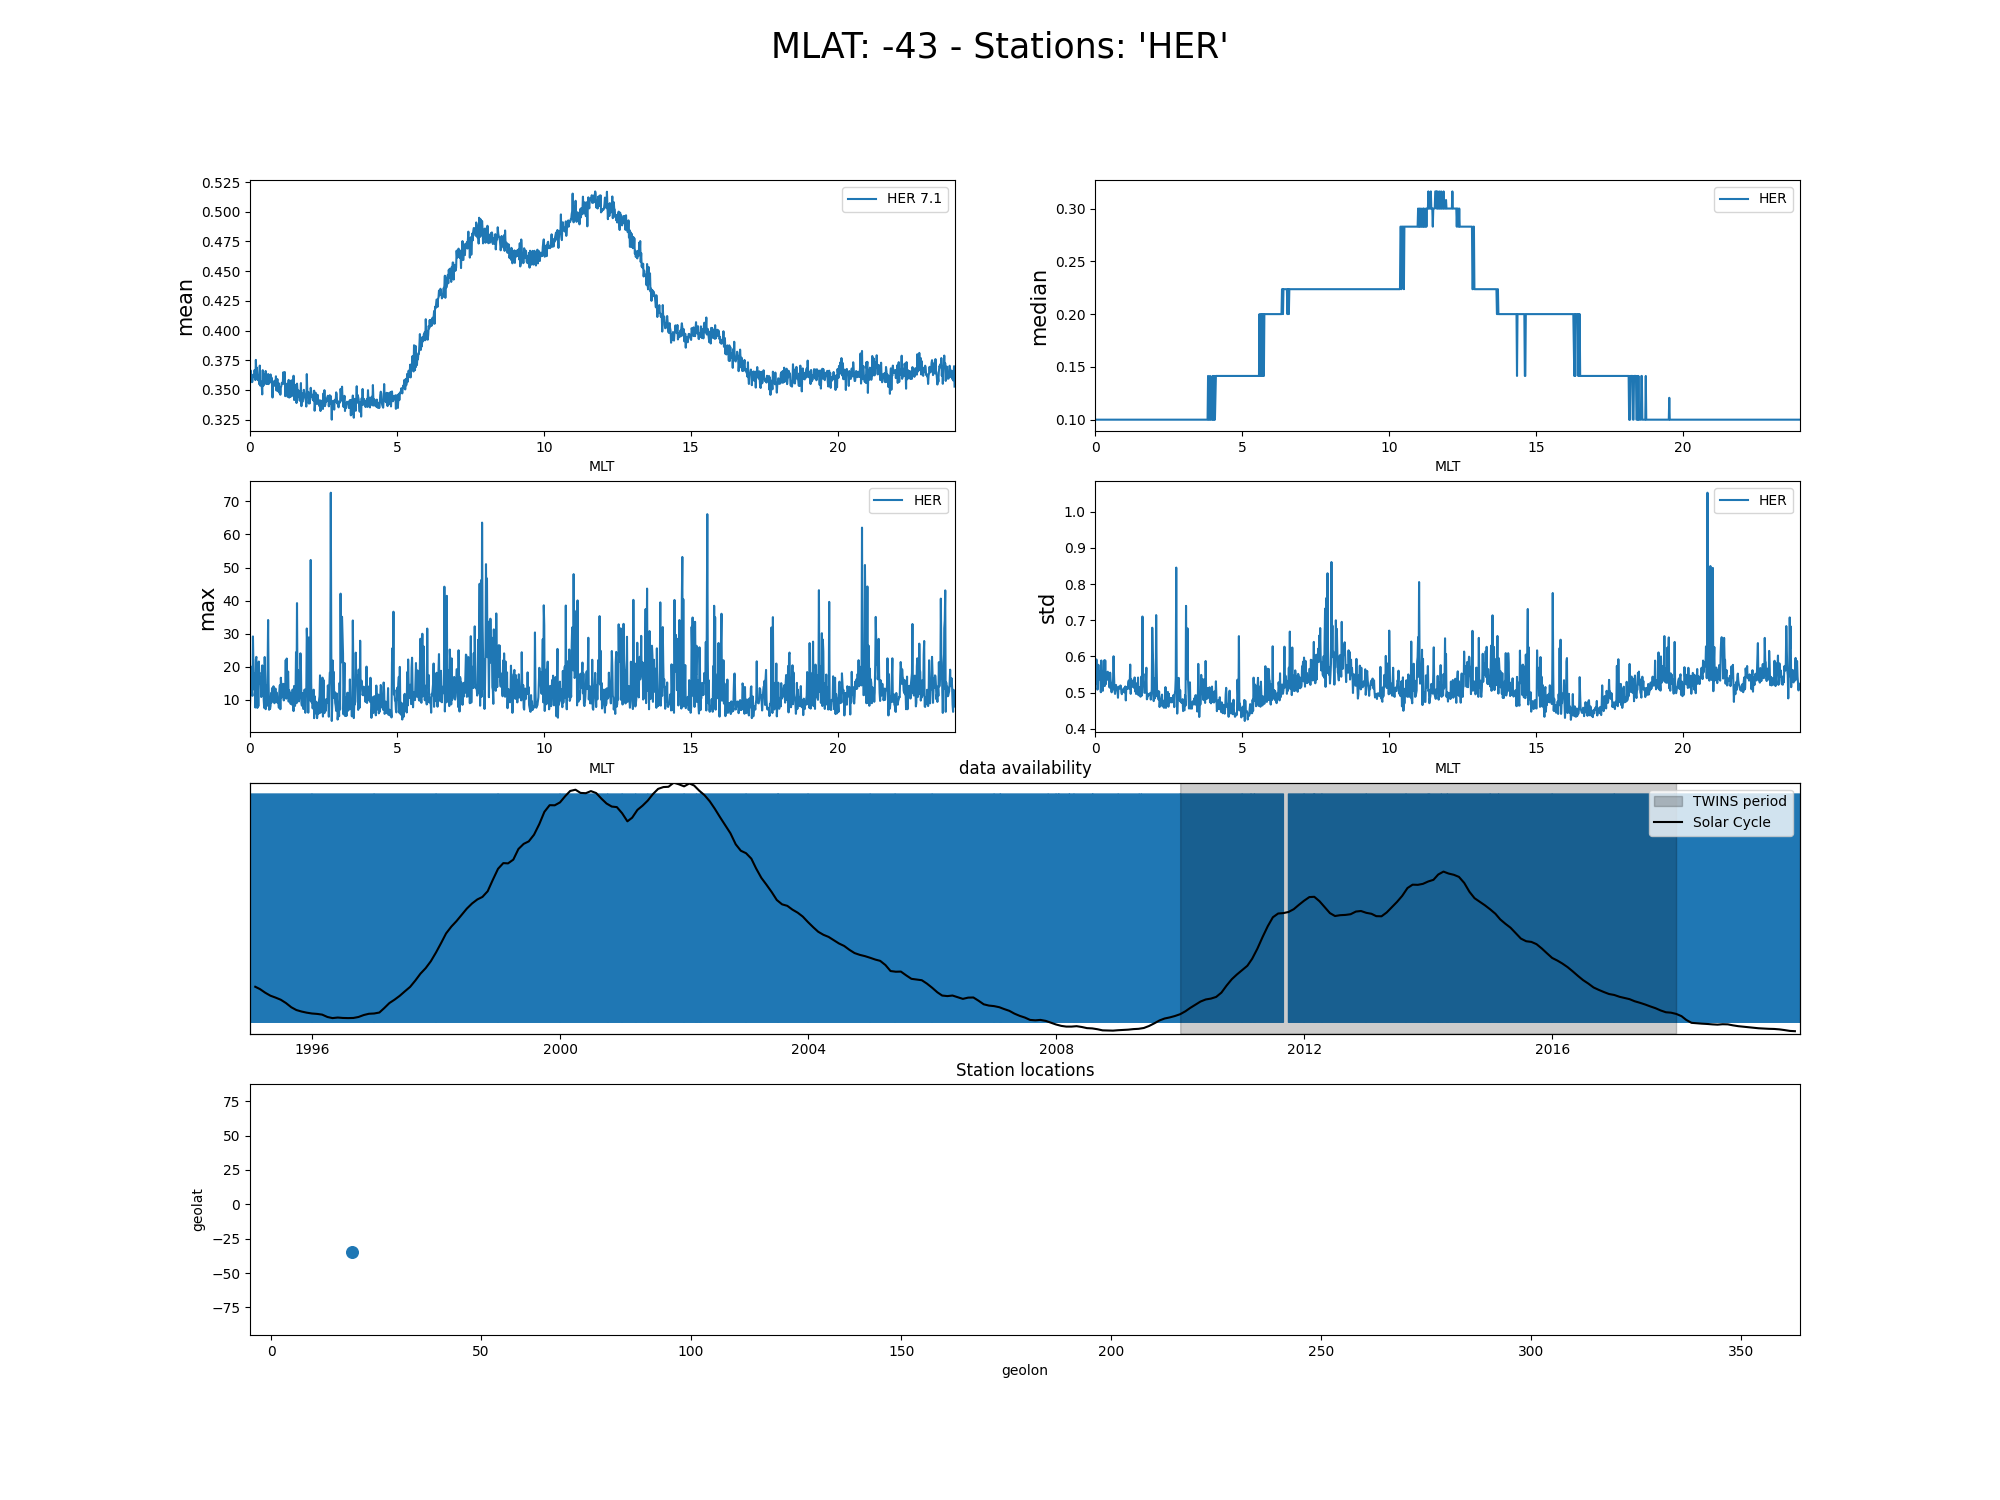 MLAT: -43 - Stations: 'HER'
0.525
0.500
0.475
0.450
0.425
0.400
0.375
0.350
0.325
mean
HER 7.1
0 5 10 15 20
MLT
0.30
0.25
0.20
0.15
0.10
median
HER
0 5 10 15 20
MLT
70
60
50
40
30
20
10
max
HER
0 5 10 15 20
MLT
1.0
0.9
0.8
0.7
0.6
0.5
0.4
std
HER
0 5 10 15 20
MLT
data availability
TWINS period
Solar Cycle
1996 2000 2004 2008 2012 2016
Station locations
75
50
25
0
−25
−50
−75
geolat
0 50 100 150 200 250 300 350
geolon